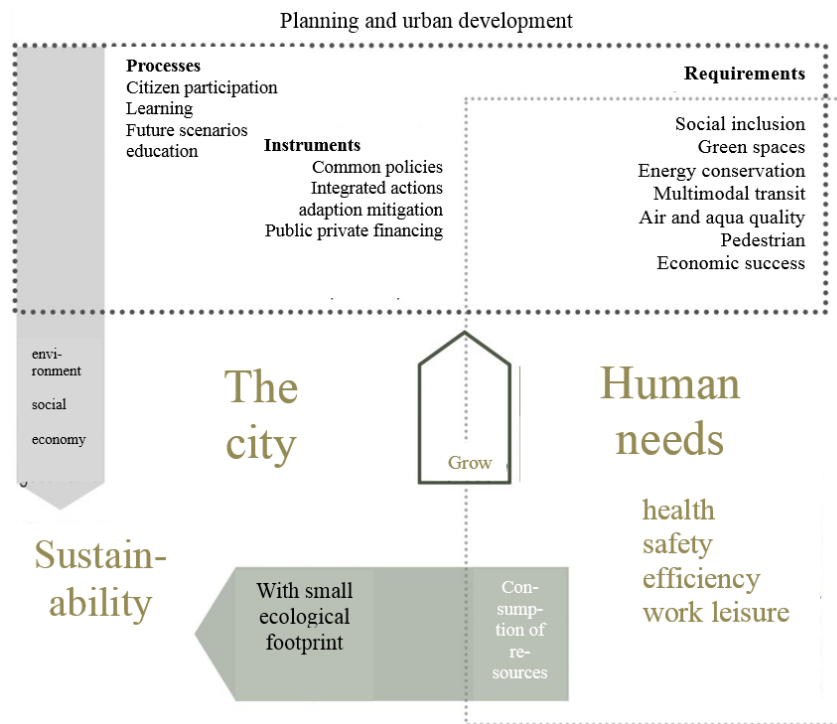 Planning and urban development
Processes
Citizen participation
Learning
Future scenarios
education
Instruments
Common policies
Integrated actions
adaption mitigation
Public private financing
Requirements
Social inclusion
Green spaces
Energy conservation
Multimodal transit
Air and aqua quality
Pedestrian
Economic success
envi-
ronment
social
economy
The
city
Grow
Human
needs
health
safety
efficiency
work leisure
Sustain-
ability
With small
ecological
footprint
Con-
sump-
tion of
re-
sources